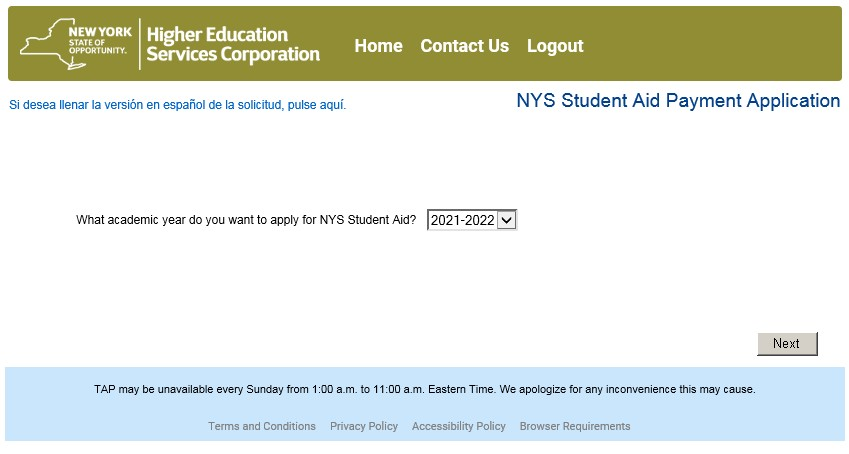 NEW YORK
STATE OF
OPPORTUNITY.
Higher Education
Services Corporation
Home Contact Us Logout
Si desea llenar la versión en español de la solicitud, pulse aquí.
NYS Student Aid Payment Application
What academic year do you want to apply for NYS Student Aid? 2021-2022
Next
TAP may be unavailable every Sunday from 1:00 a.m. to 11:00 a.m. Eastern Time. We apologize for any inconvenience this may cause.
Terms and Conditions Privacy Policy Accessibility Policy Browser Requirements